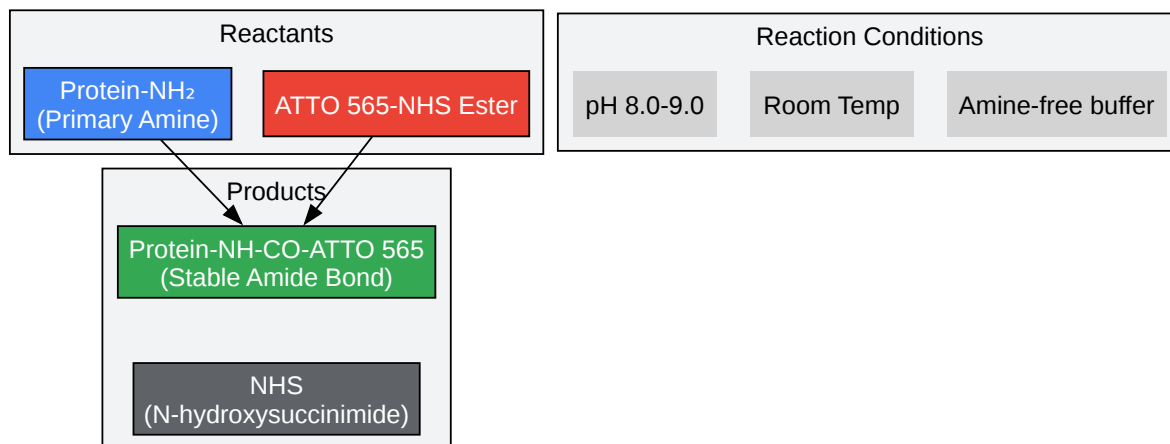 Reactants
Protein-NH₂
(Primary Amine)
ATTO 565-NHS Ester
Reaction Conditions
pH 8.0-9.0
Room Temp
Amine-free buffer
Products
Protein-NH-CO-ATTO 565
(Stable Amide Bond)
NHS
(N-hydroxysuccinimide)